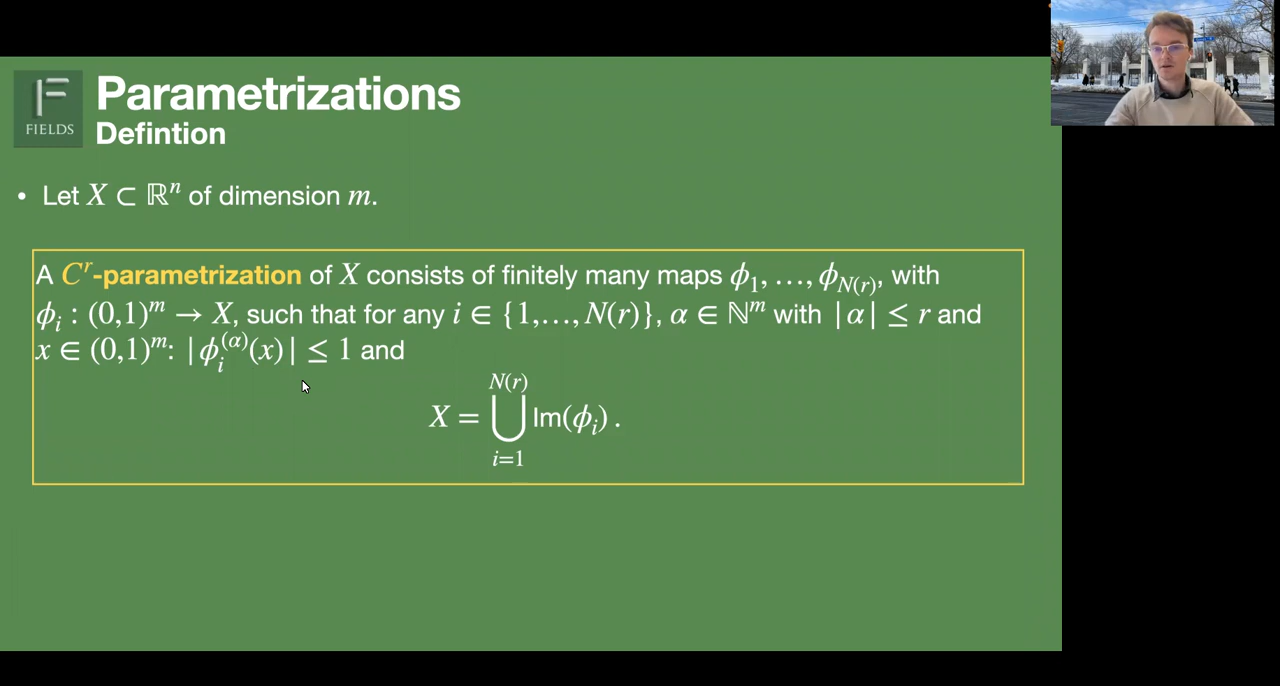 FIELDS
Parametrizations
Defintion
• Let X ⊂ ℝⁿ of dimension m.
A Cʳ-parametrization of X consists of finitely many maps ϕ₁, …, ϕ_{N(r)}, with
ϕᵢ : (0,1)ᵐ → X, such that for any i ∈ {1,…, N(r)}, α ∈ ℕᵐ with |α| ≤ r and
x ∈ (0,1)ᵐ: |ϕᵢ^{(α)}(x)| ≤ 1 and
X = ⋃_{i=1}^{N(r)} Im(ϕᵢ) .